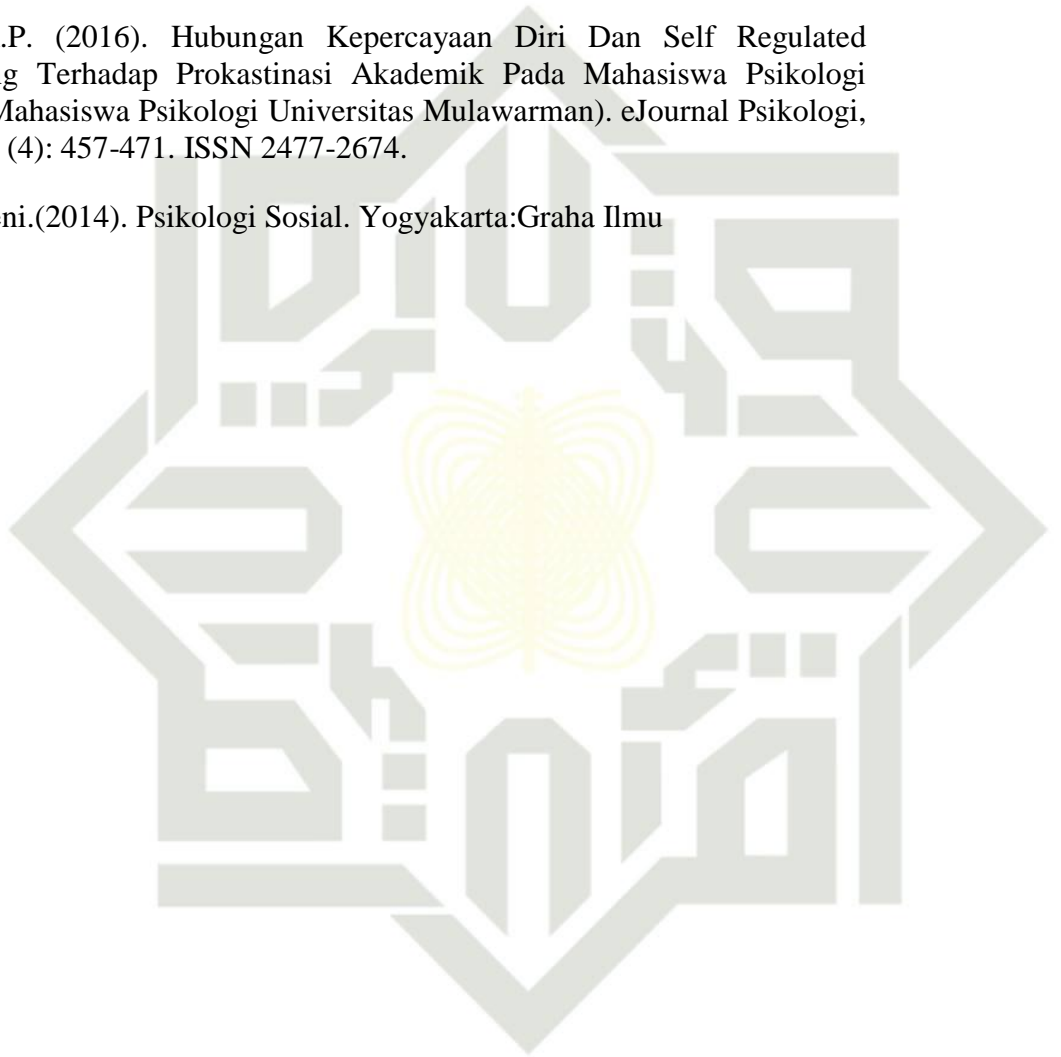 .P. (2016). Hubungan Kepercayaan Diri Dan Self Regulated
g Terhadap Prokastinasi Akademik Pada Mahasiswa Psikologi
Mahasiswa Psikologi Universitas Mulawarman). eJournal Psikologi,
(4): 457-471. ISSN 2477-2674.
eni.(2014). Psikologi Sosial. Yogyakarta:Graha Ilmu